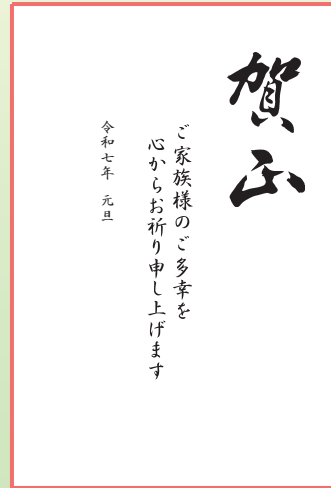 賀正
ご家族様のご多幸を
心からお祈り申し上げます
令和七年　元旦